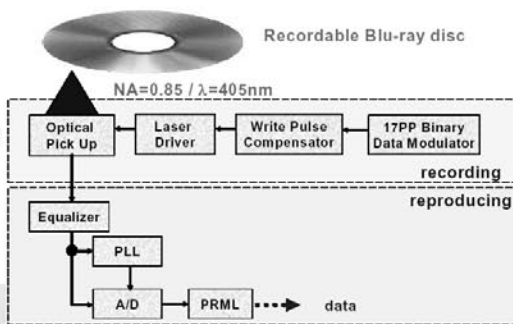 Recordable Blu-ray disc
NA=0.85 / λ=405nm
Optical
Pick Up
Laser
Driver
Write Pulse
Compensator
17PP Binary
Data Modulator
recording
reproducing
Equalizer
PLL
A/D
PRML
data